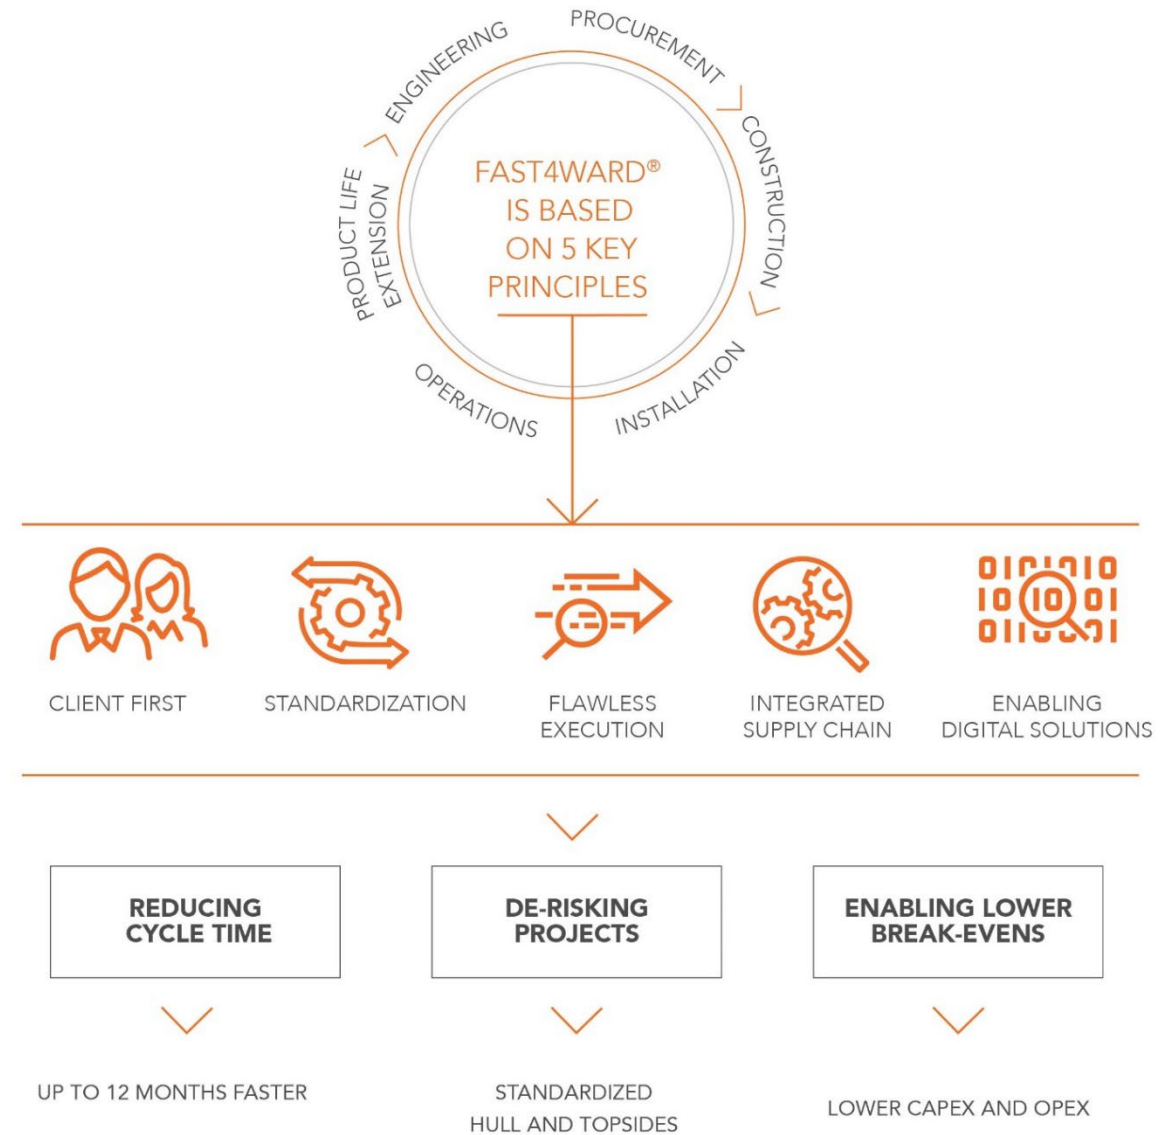 ENGINEERING
PROCUREMENT
CONSTRUCTION
INSTALLATION
OPERATIONS
PRODUCT LIFE
EXTENSION
FAST4WARD®
IS BASED
ON 5 KEY
PRINCIPLES
CLIENT FIRST
STANDARDIZATION
FLAWLESS
EXECUTION
INTEGRATED
SUPPLY CHAIN
ENABLING
DIGITAL SOLUTIONS
REDUCING
CYCLE TIME
DE-RISKING
PROJECTS
ENABLING LOWER
BREAK-EVENS
UP TO 12 MONTHS FASTER
STANDARDIZED
HULL AND TOPSIDES
LOWER CAPEX AND OPEX